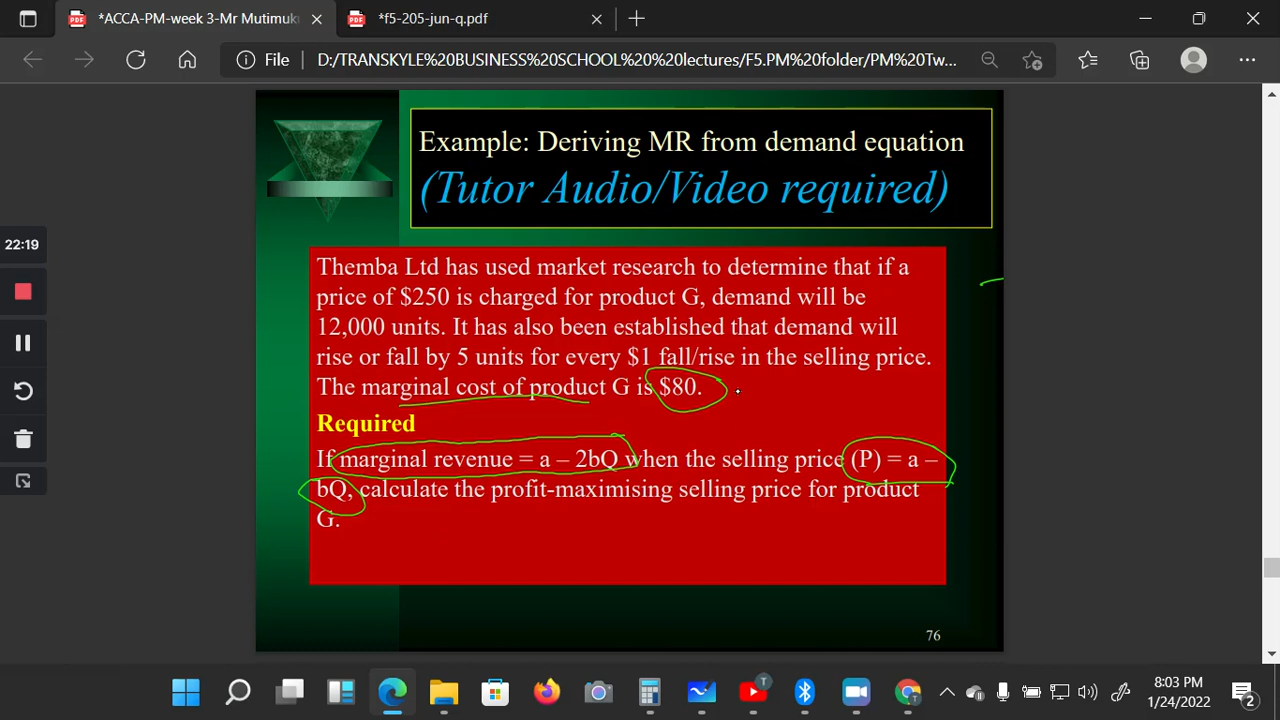 *ACCA-PM-week 3-Mr Mutimuku
*f5-205-jun-q.pdf
File
D:/TRANSKYLE%20BUSINESS%20SCHOOL%20%20lectures/F5.PM%20folder/PM%20Tw...
Example: Deriving MR from demand equation
(Tutor Audio/Video required)
22:19
Themba Ltd has used market research to determine that if a
price of $250 is charged for product G, demand will be
12,000 units. It has also been established that demand will
rise or fall by 5 units for every $1 fall/rise in the selling price.
The marginal cost of product G is $80.
Required
If marginal revenue = a – 2bQ when the selling price (P) = a –
bQ, calculate the profit-maximising selling price for product
G.
76
8:03 PM
1/24/2022
2